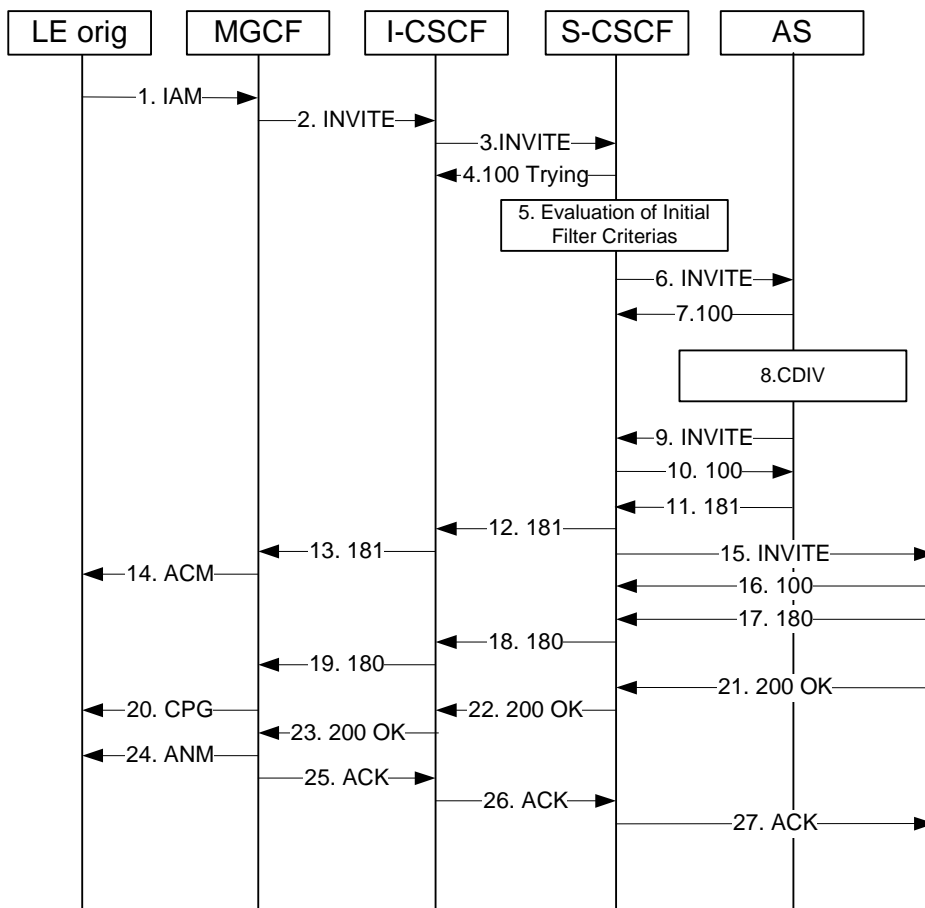 LE orig
MGCF
I-CSCF
S-CSCF
AS
1. IAM
2. INVITE
3.INVITE
4.100 Trying
5. Evaluation of Initial
Filter Criterias
6. INVITE
7.100
8.CDIV
9. INVITE
10. 100
11. 181
12. 181
13. 181
15. INVITE
14. ACM
16. 100
17. 180
18. 180
19. 180
21. 200 OK
20. CPG
22. 200 OK
23. 200 OK
24. ANM
25. ACK
26. ACK
27. ACK